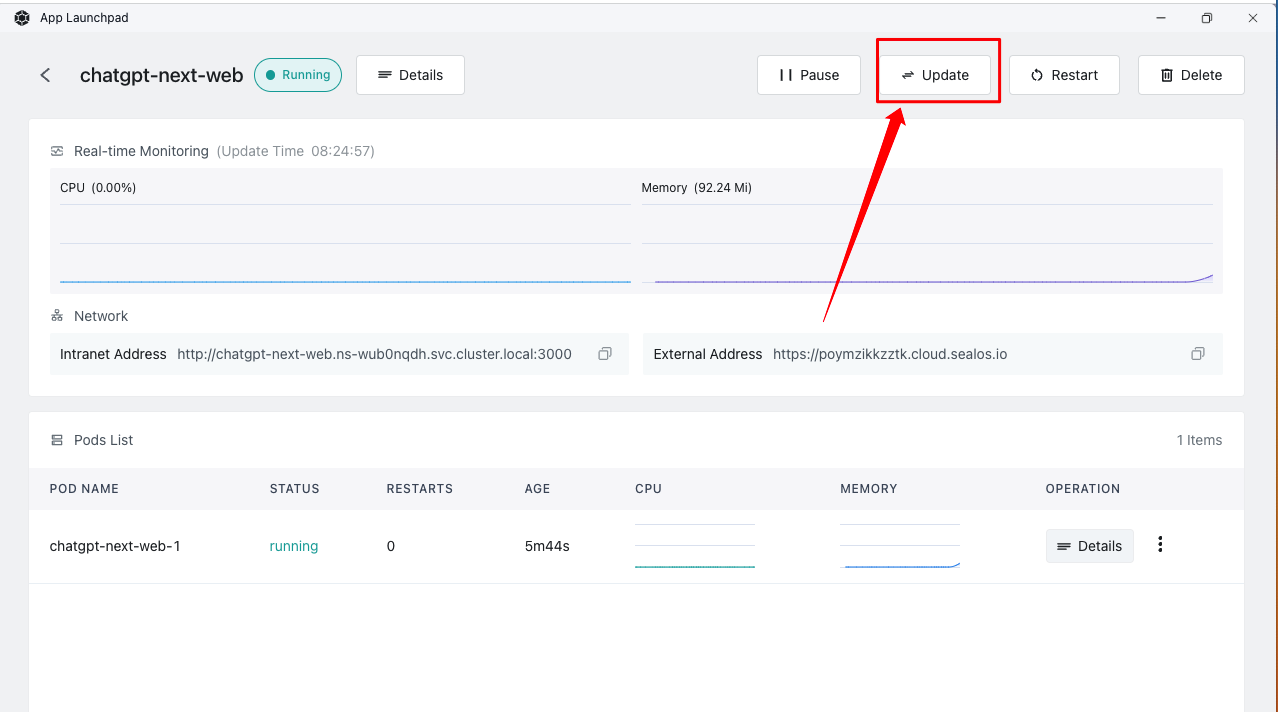 App Launchpad
chatgpt-next-web Running Details Pause Update Restart Delete
Real-time Monitoring (Update Time 08:24:57)
CPU (0.00%) Memory (92.24 Mi)
Network
Intranet Address http://chatgpt-next-web.ns-wub0nqdh.svc.cluster.local:3000 External Address https://poymzikkzztk.cloud.sealos.io
Pods List 1 Items
POD NAME STATUS RESTARTS AGE CPU MEMORY OPERATION
chatgpt-next-web-1 running 0 5m44s Details